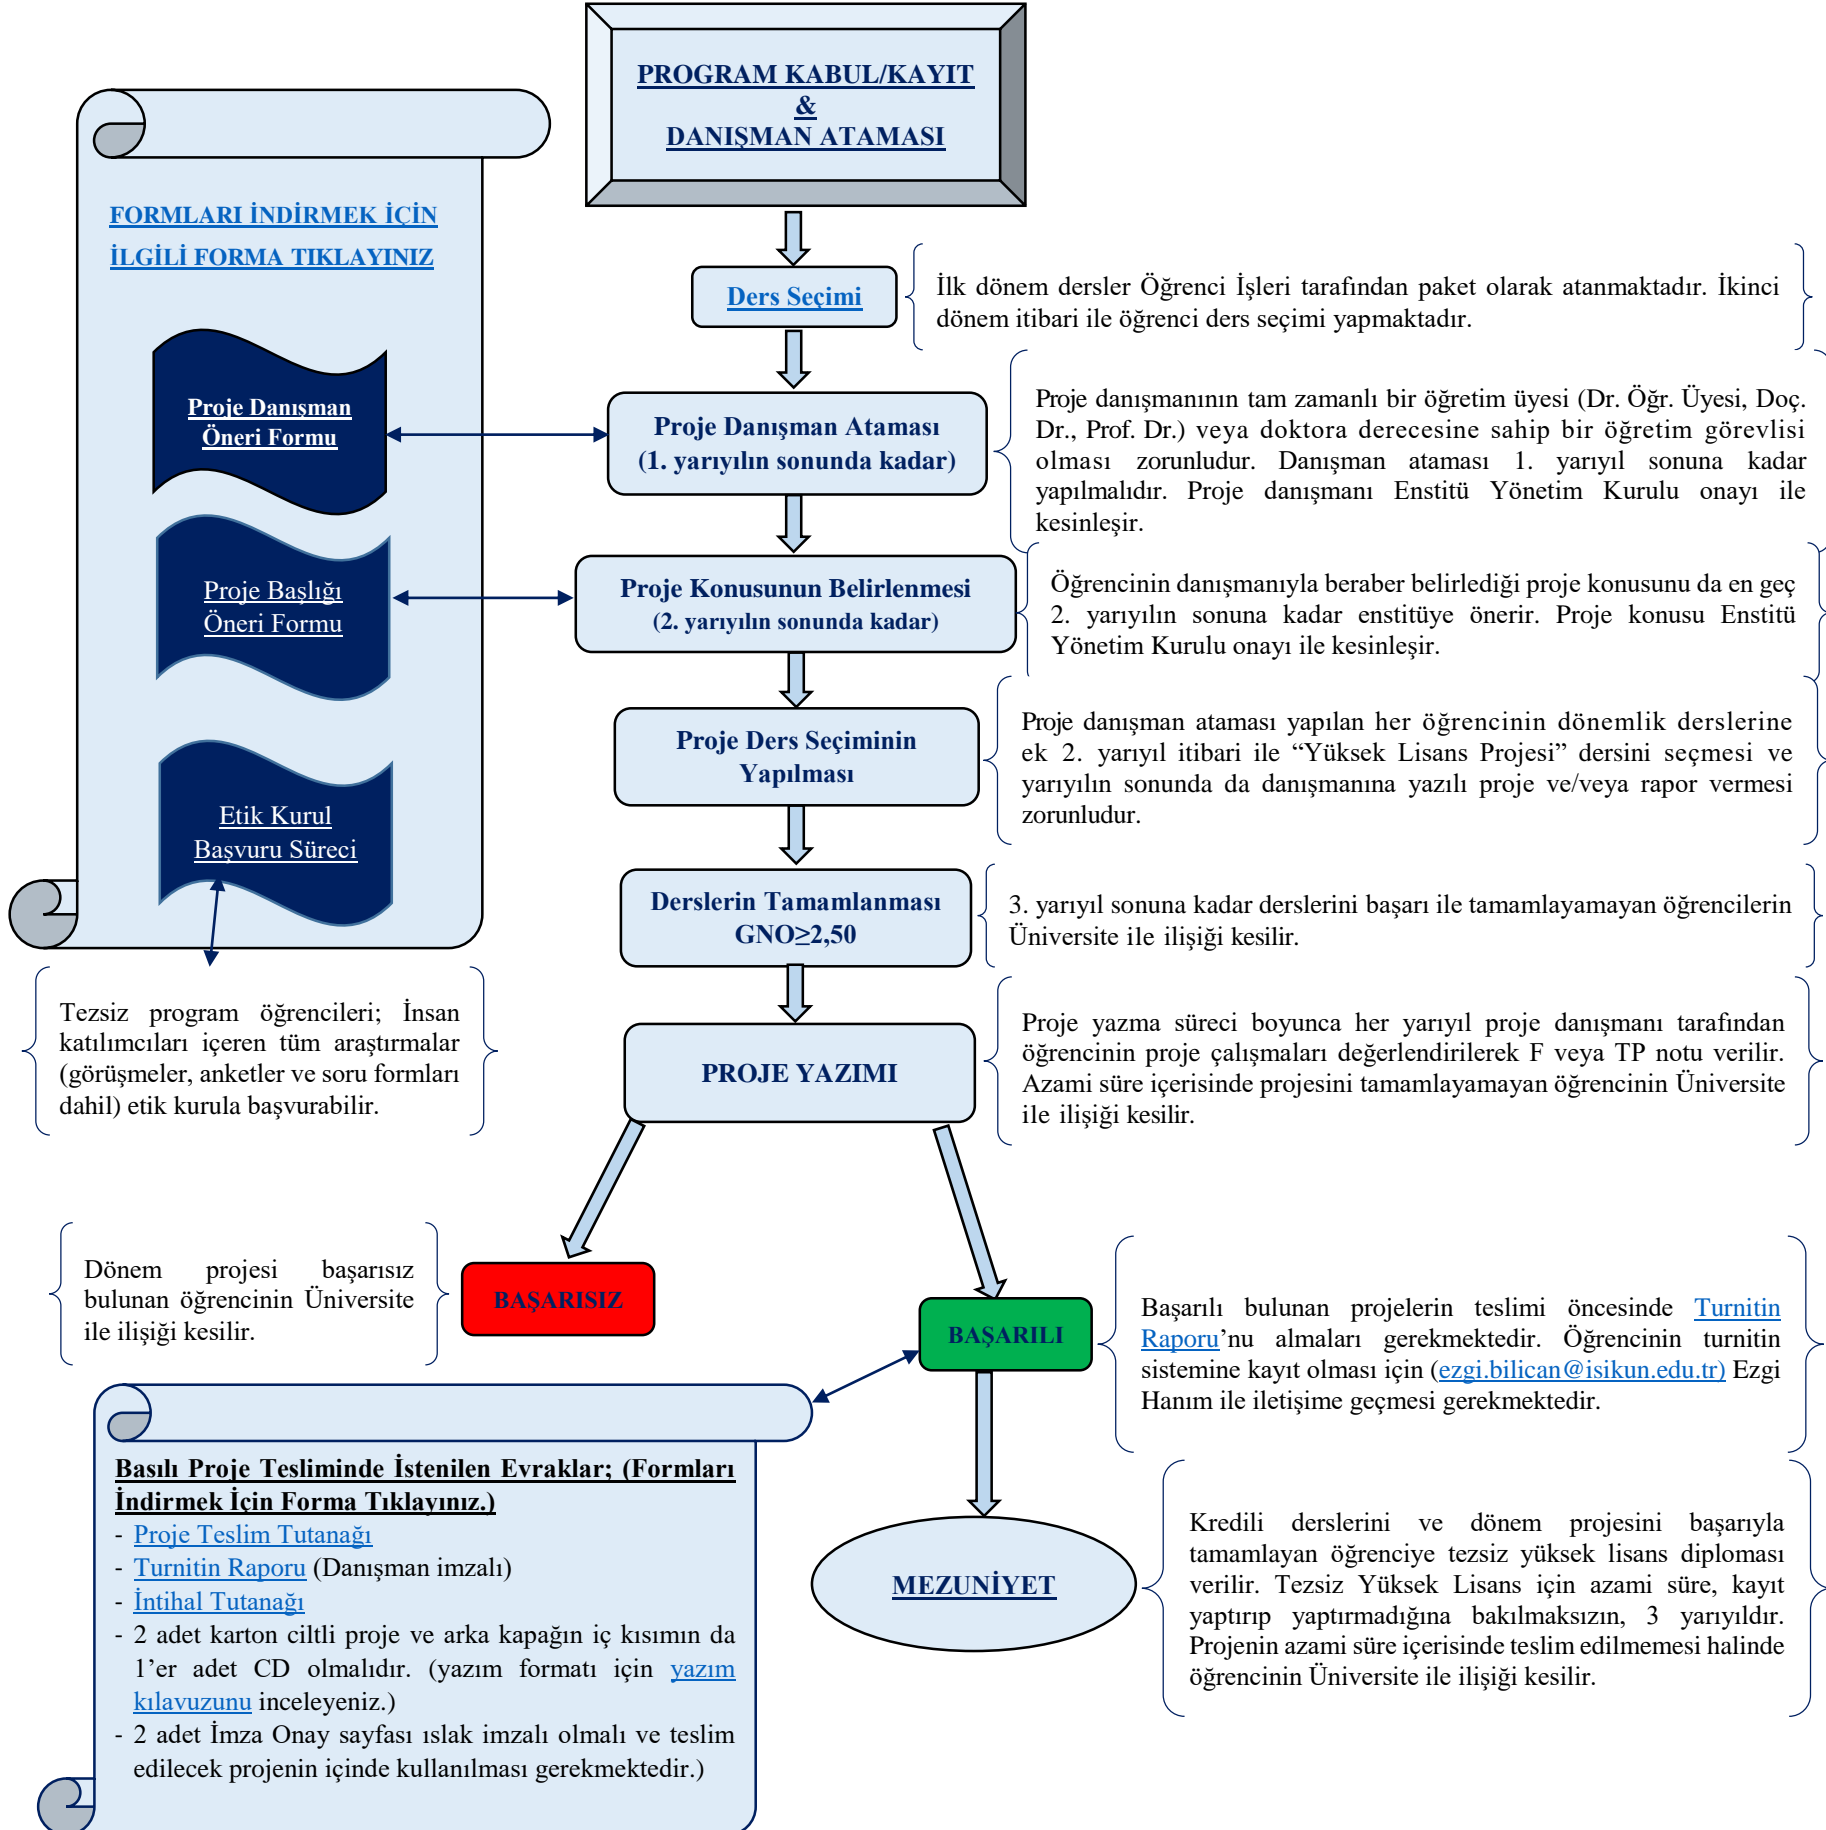 PROGRAM KABUL/KAYIT
&
DANIŞMAN ATAMASI
FORMLARI İNDİRMEK İÇİN
İLGİLİ FORMA TIKLAYINIZ
Ders Seçimi
İlk dönem dersler Öğrenci İşleri tarafından paket olarak atanmaktadır. İkinci
dönem itibari ile öğrenci ders seçimi yapmaktadır.
Proje Danışman
Öneri Formu
Proje Danışman Ataması
(1. yarıyılın sonunda kadar)
Proje danışmanının tam zamanlı bir öğretim üyesi (Dr. Öğr. Üyesi, Doç.
Dr., Prof. Dr.) veya doktora derecesine sahip bir öğretim görevlisi
olması zorunludur. Danışman ataması 1. yarıyıl sonuna kadar
yapılmalıdır. Proje danışmanı Enstitü Yönetim Kurulu onayı ile
kesinleşir.
Proje Başlığı
Öneri Formu
Proje Konusunun Belirlenmesi
(2. yarıyılın sonunda kadar)
Öğrencinin danışmanıyla beraber belirlediği proje konusunu da en geç
2. yarıyılın sonuna kadar enstitüye önerir. Proje konusu Enstitü
Yönetim Kurulu onayı ile kesinleşir.
Proje Ders Seçiminin
Yapılması
Proje danışman ataması yapılan her öğrencinin dönemlik derslerine
ek 2. yarıyıl itibari ile “Yüksek Lisans Projesi” dersini seçmesi ve
yarıyılın sonunda da danışmanına yazılı proje ve/veya rapor vermesi
zorunludur.
Etik Kurul
Başvuru Süreci
Derslerin Tamamlanması
GNO≥2,50
3. yarıyıl sonuna kadar derslerini başarı ile tamamlayamayan öğrencilerin
Üniversite ile ilişiği kesilir.
Tezsiz program öğrencileri; İnsan
katılımcıları içeren tüm araştırmalar
(görüşmeler, anketler ve soru formları
dahil) etik kurula başvurabilir.
PROJE YAZIMI
Proje yazma süreci boyunca her yarıyıl proje danışmanı tarafından
öğrencinin proje çalışmaları değerlendirilerek F veya TP notu verilir.
Azami süre içerisinde projesini tamamlayamayan öğrencinin Üniversite
ile ilişiği kesilir.
Dönem projesi başarısız
bulunan öğrencinin Üniversite
ile ilişiği kesilir.
BAŞARISIZ
BAŞARILI
Başarılı bulunan projelerin teslimi öncesinde Turnitin
Raporu’nu almaları gerekmektedir. Öğrencinin turnitin
sistemine kayıt olması için (ezgi.bilican@isikun.edu.tr) Ezgi
Hanım ile iletişime geçmesi gerekmektedir.
Basılı Proje Tesliminde İstenilen Evraklar; (Formları
İndirmek İçin Forma Tıklayınız.)
- Proje Teslim Tutanağı
- Turnitin Raporu (Danışman imzalı)
- İntihal Tutanağı
- 2 adet karton ciltli proje ve arka kapağın iç kısımın da
1’er adet CD olmalıdır. (yazım formatı için yazım
kılavuzunu inceleyeniz.)
- 2 adet İmza Onay sayfası ıslak imzalı olmalı ve teslim
edilecek projenin içinde kullanılması gerekmektedir.)
MEZUNİYET
Kredili derslerini ve dönem projesini başarıyla
tamamlayan öğrenciye tezsiz yüksek lisans diploması
verilir. Tezsiz Yüksek Lisans için azami süre, kayıt
yaptırıp yaptırmadığına bakılmaksızın, 3 yarıyıldır.
Projenin azami süre içerisinde teslim edilmemesi halinde
öğrencinin Üniversite ile ilişiği kesilir.